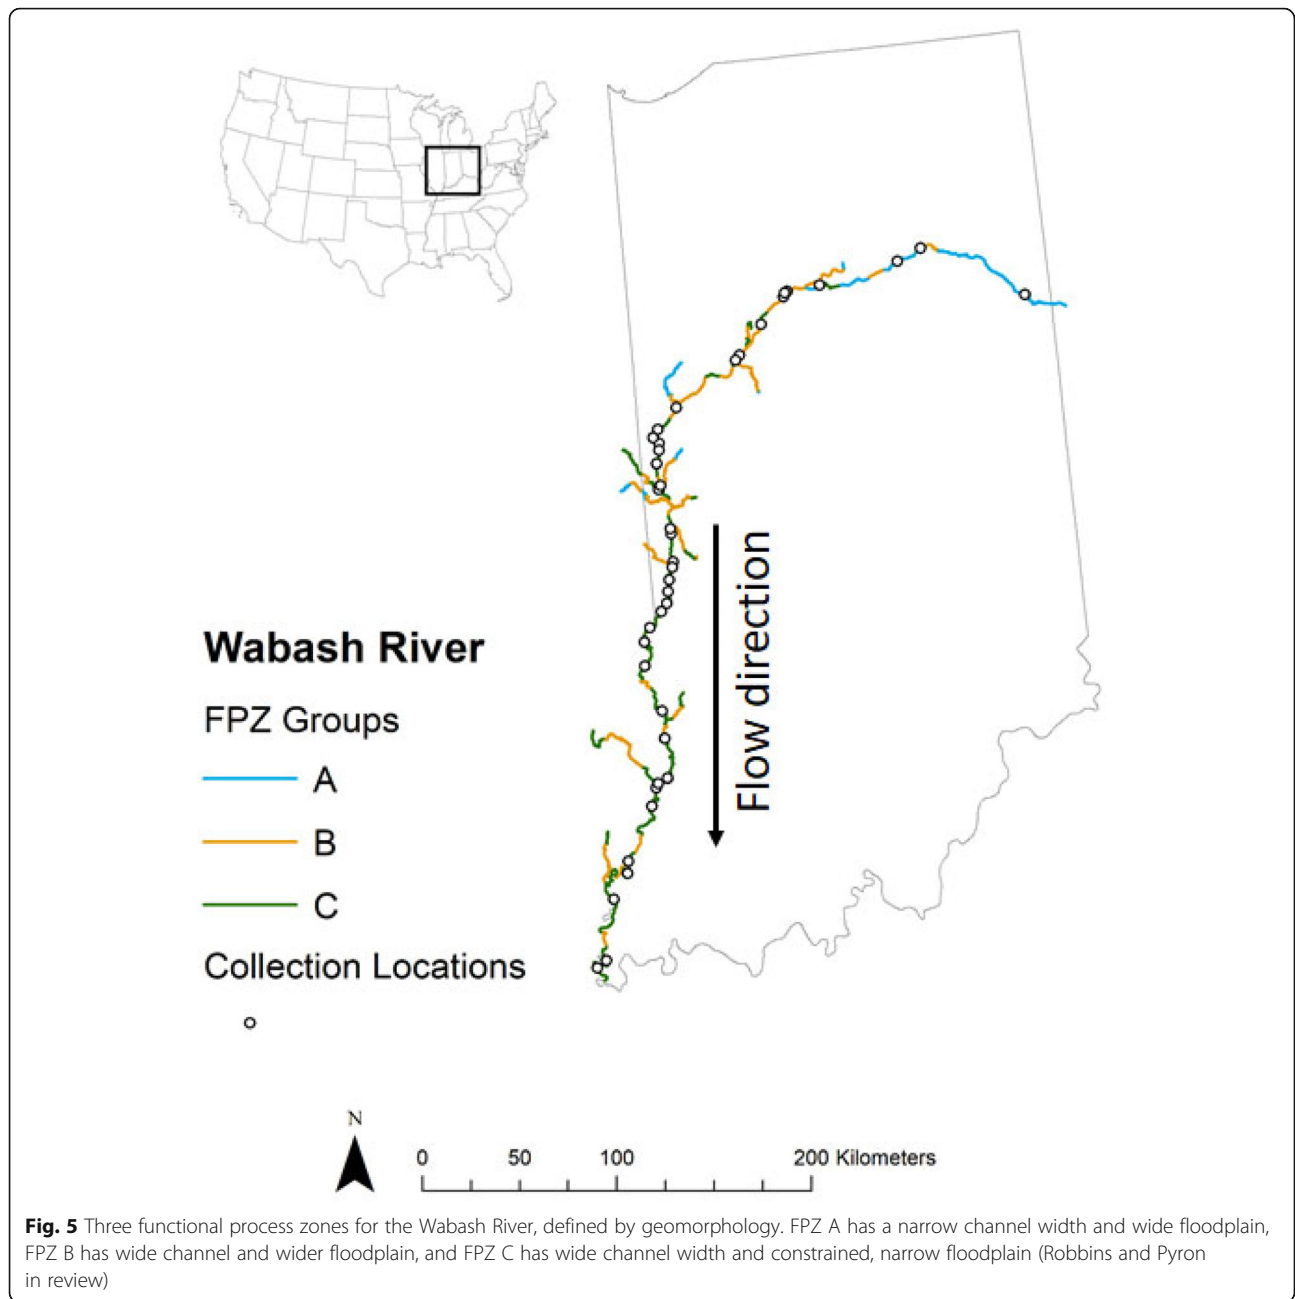 Flow direction
Wabash River
FPZ Groups
A
B
C
Collection Locations
N
0 50 100 200 Kilometers
Fig. 5 Three functional process zones for the Wabash River, defined by geomorphology. FPZ A has a narrow channel width and wide floodplain,
FPZ B has wide channel and wider floodplain, and FPZ C has wide channel width and constrained, narrow floodplain (Robbins and Pyron
in review)